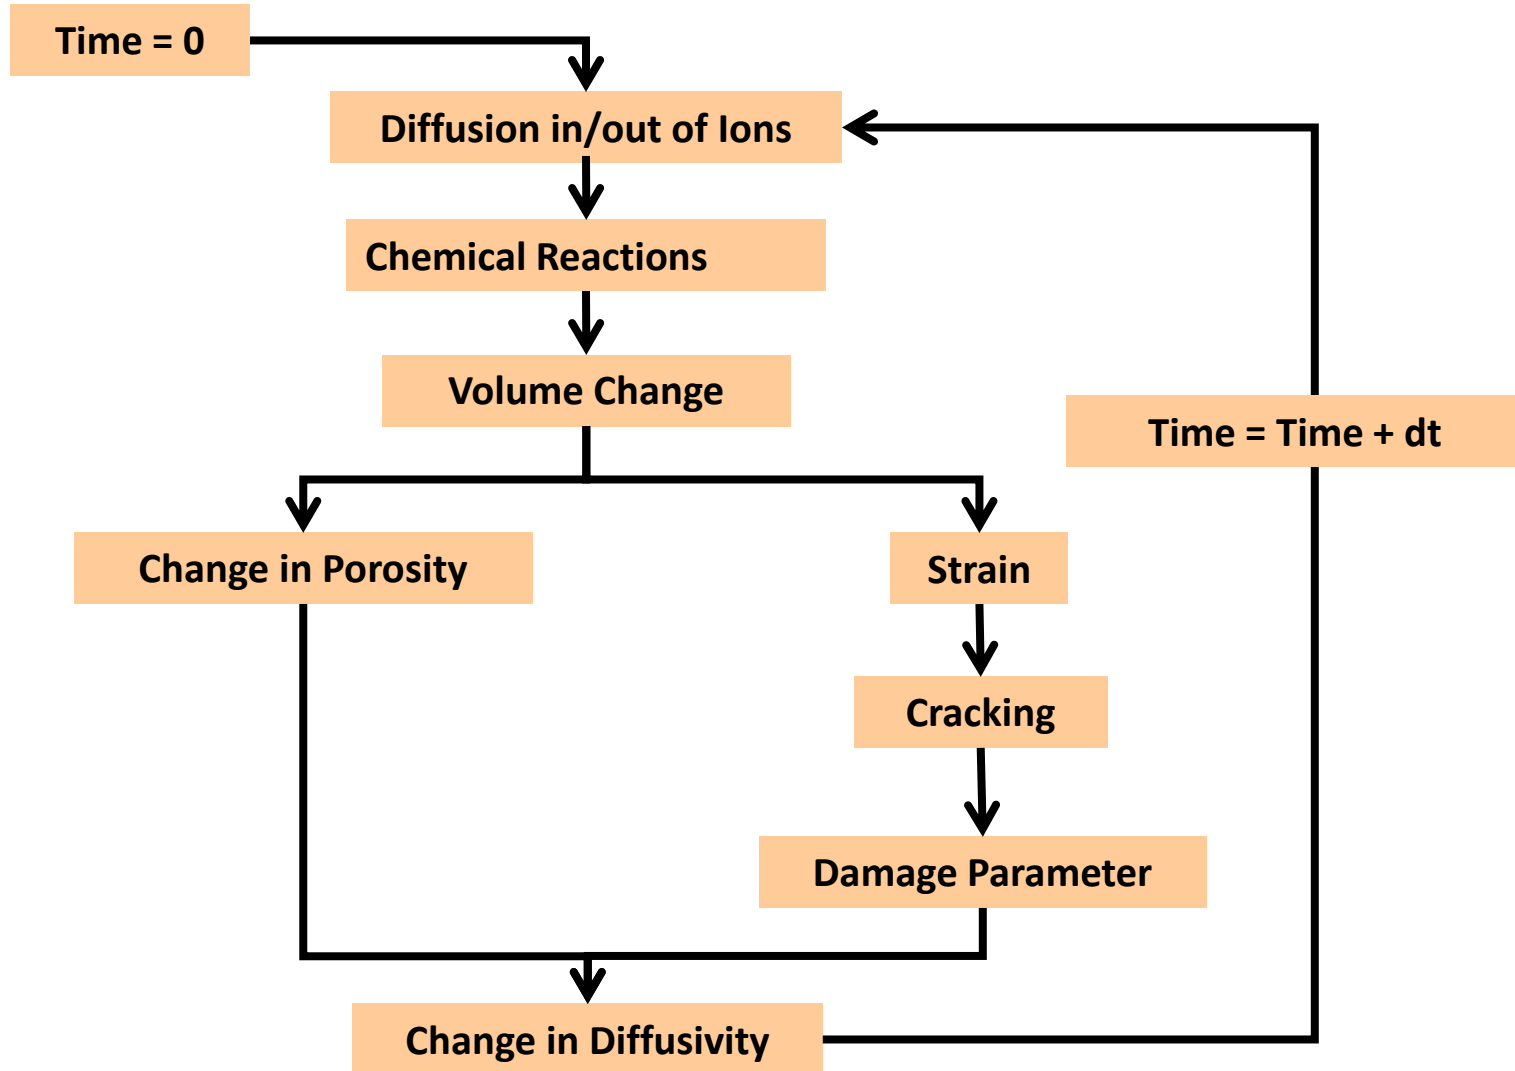 Time = 0
Diffusion in/out of Ions
Chemical Reactions
Volume Change
Time = Time + dt
Change in Porosity
Strain
Cracking
Damage Parameter
Change in Diffusivity